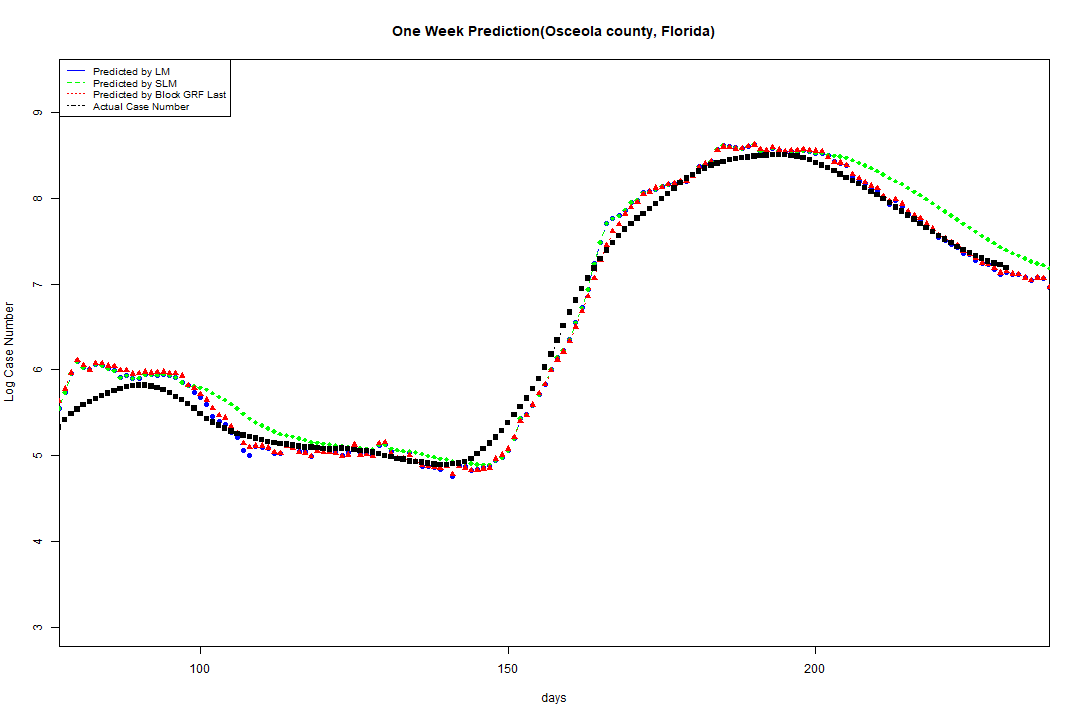 One Week Prediction(Osceola county, Florida)
Predicted by LM
Predicted by SLM
Predicted by Block GRF Last
Actual Case Number
9
8
7
6
5
4
3
Log Case Number
100 150 200
days